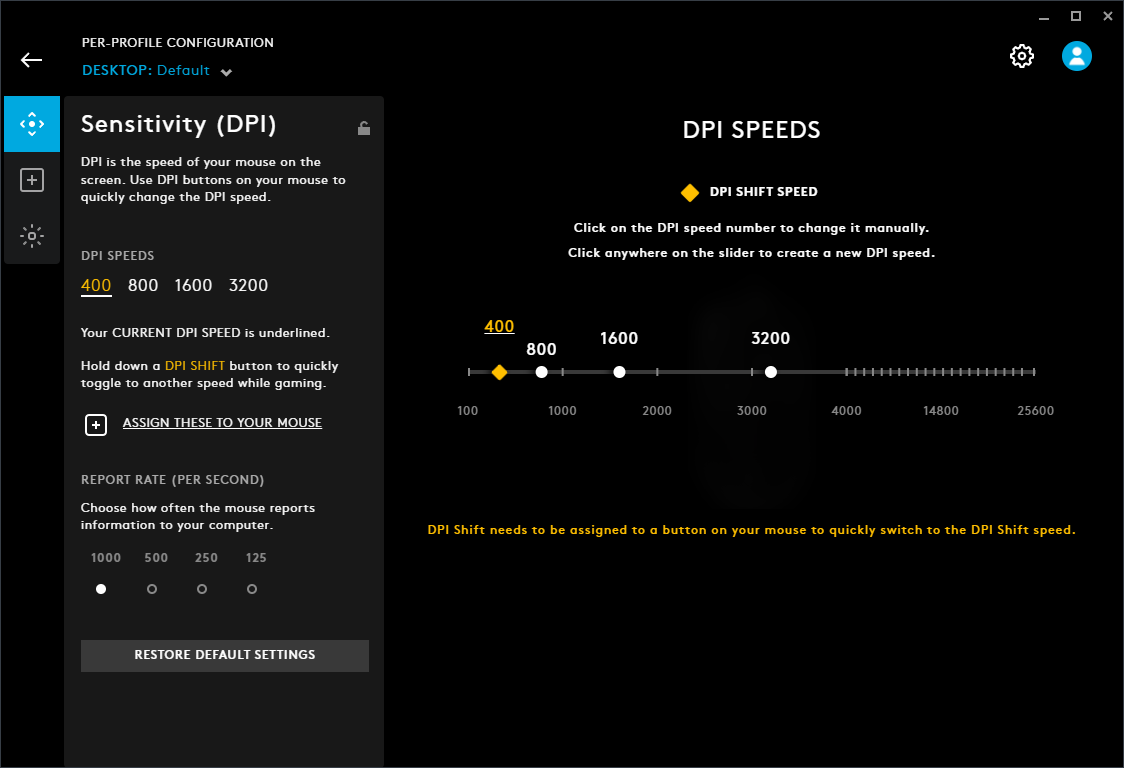 PER-PROFILE CONFIGURATION
DESKTOP: Default
Sensitivity (DPI)
DPI is the speed of your mouse on the
screen. Use DPI buttons on your mouse to
quickly change the DPI speed.
DPI SPEEDS
400 800 1600 3200
Your CURRENT DPI SPEED is underlined.
Hold down a DPI SHIFT button to quickly
toggle to another speed while gaming.
ASSIGN THESE TO YOUR MOUSE
REPORT RATE (PER SECOND)
Choose how often the mouse reports
information to your computer.
1000 500 250 125
RESTORE DEFAULT SETTINGS
DPI SPEEDS
DPI SHIFT SPEED
Click on the DPI speed number to change it manually.
Click anywhere on the slider to create a new DPI speed.
400
800
1600
3200
100 1000 2000 3000 4000 14800 25600
DPI Shift needs to be assigned to a button on your mouse to quickly switch to the DPI Shift speed.